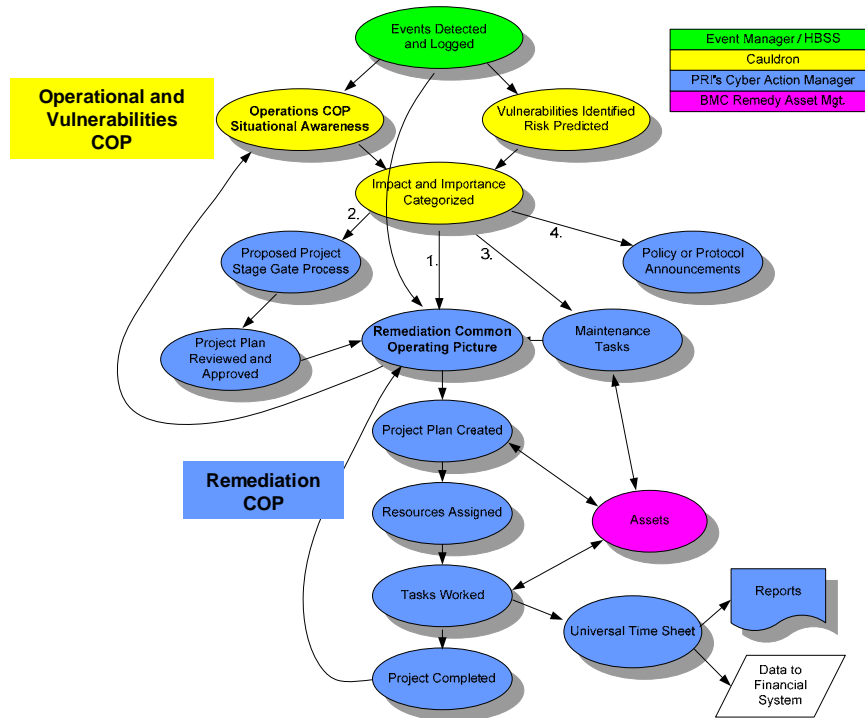 Events Detected
and Logged
Event Manager / HBSS
Cauldron
PRI's Cyber Action Manager
BMC Remedy Asset Mgt.
Operational and
Vulnerabilities
COP
Operations COP
Situational Awareness
Vulnerabilities Identified
Risk Predicted
Impact and Importance
Categorized
2.
1.
3.
4.
Proposed Project
Stage Gate Process
Policy or Protocol
Announcements
Project Plan
Reviewed and
Approved
Remediation Common
Operating Picture
Maintenance
Tasks
Project Plan Created
Remediation
COP
Resources Assigned
Assets
Tasks Worked
Universal Time Sheet
Reports
Project Completed
Data to
Financial
System